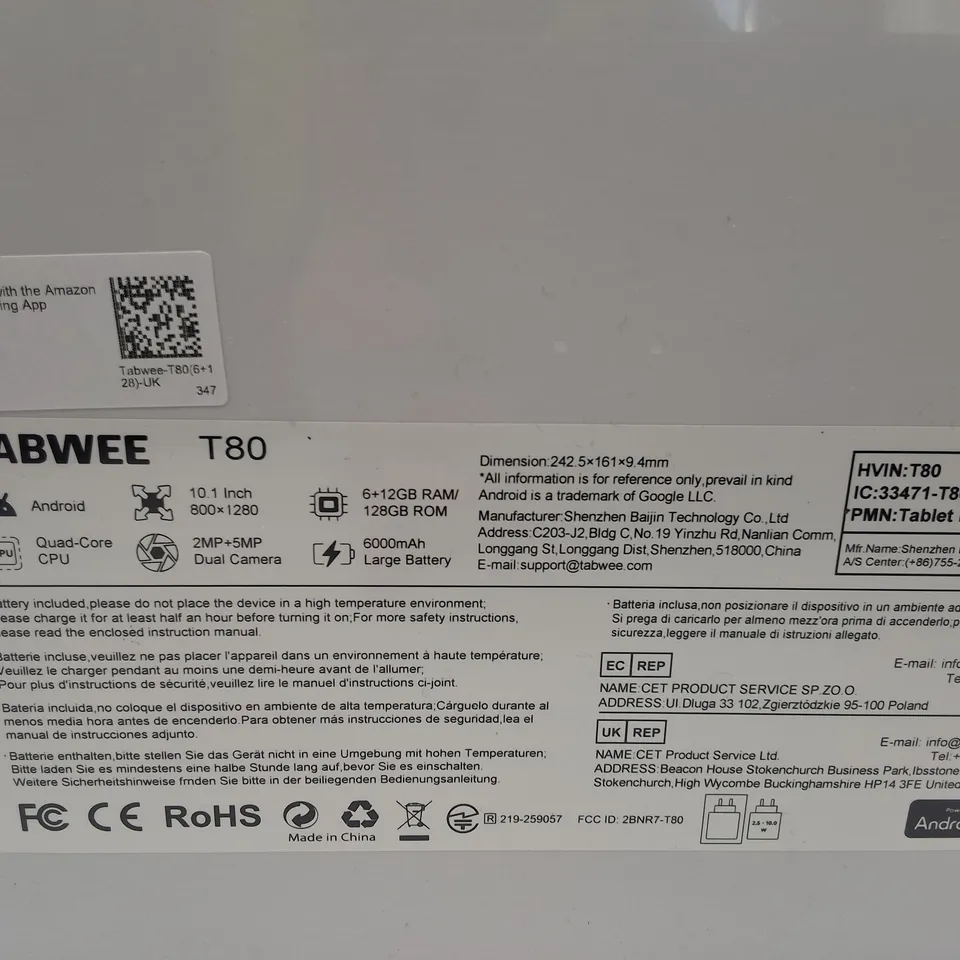 with the Amazon
ing App
Tabwee-T80(6+1
28)-UK
347
ABWEE T80
Android
10.1 Inch
800×1280
6+12GB RAM/
128GB ROM
Quad-Core
CPU
2MP+5MP
Dual Camera
6000mAh
Large Battery
Dimension:242.5×161×9.4mm
*All information is for reference only,prevail in kind
Android is a trademark of Google LLC.
Manufacturer:Shenzhen Baijin Technology Co.,Ltd
Address:C203-J2,Bldg C,No.19 Yinzhu Rd,Nanlian Comm,
Longgang St,Longgang Dist,Shenzhen,518000,China
E-mail:support@tabwee.com
HVIN:T80
IC:33471-T8
*PMN:Tablet
Mfr.Name:Shenzhen
A/S Center:(+86)755-2
attery included,please do not place the device in a high temperature environment;
ease charge it for at least half an hour before turning it on;For more safety instructions,
ease read the enclosed instruction manual.
Batterie incluse,veuillez ne pas placer l'appareil dans un environnement à haute température;
Veuillez le charger pendant au moins une demi-heure avant de l'allumer;
Pour plus d'instructions de sécurité,veuillez lire le manuel d'instructions ci-joint.
Bateria incluida,no coloque el dispositivo en ambiente de alta temperatura;Cárguelo durante al
menos media hora antes de encenderlo.Para obtener más instrucciones de seguridad,lea el
manual de instrucciones adjunto.
·Batterie enthalten,bitte stellen Sie das Gerät nicht in eine Umgebung mit hohen Temperaturen;
Bitte laden Sie es mindestens eine halbe Stunde lang auf,bevor Sie es einschalten.
Weitere Sicherheitshinweise finden Sie bitte in der beiliegenden Bedienungsanleitung.
·Batteria inclusa,non posizionare il dispositivo in un ambiente ad
Si prega di caricarlo per almeno mezz'ora prima di accenderlo,p
sicurezza,leggere il manuale di istruzioni allegato.
EC REP
E-mail: info
Te
NAME:CET PRODUCT SERVICE SP.ZO.O.
ADDRESS:Ul.Dluga 33 102,Zgierztódzkie 95-100 Poland
UK REP
E-mail: info@
Tel:+
NAME:CET Product Service Ltd.
ADDRESS:Beacon House Stokenchurch Business Park,Ibsstone
Stokenchurch,High Wycombe Buckinghamshire HP14 3FE United
FC CE RoHS
Made in China
R 219-259057
FCC ID: 2BNR7-T80
2.5 - 10.0
W
Andro